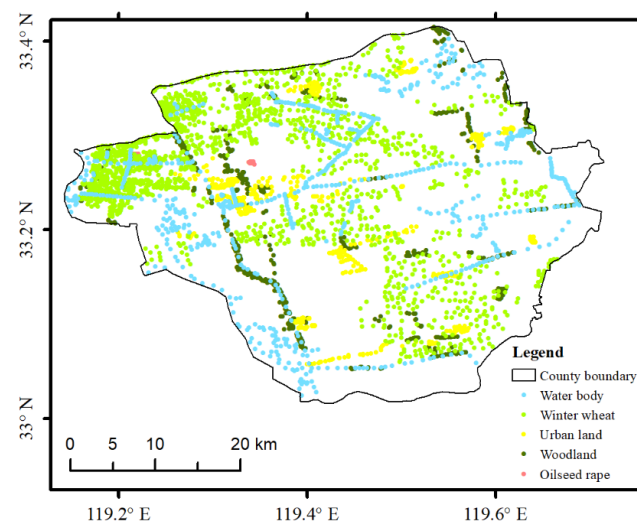 33.4° N
33.2° N
33° N
Legend
County boundary
Water body
Winter wheat
Urban land
Woodland
Oilseed rape
0 5 10 20 km
119.2° E 119.4° E 119.6° E